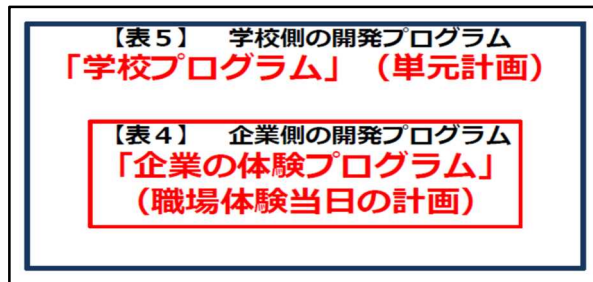 【表５】　学校側の開発プログラム
「学校プログラム」（単元計画）
【表４】　企業側の開発プログラム
「企業の体験プログラム」
（職場体験当日の計画）